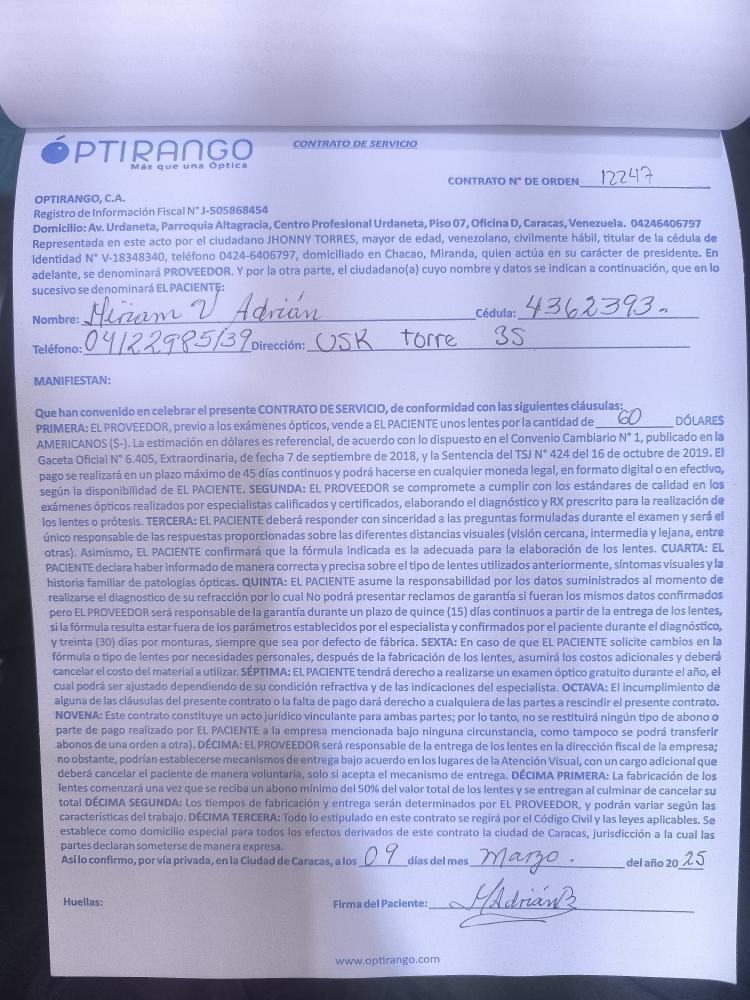 ÓPTIRANGO
Más que una Óptica
CONTRATO DE SERVICIO
CONTRATO N° DE ORDEN 12247
OPTIRANGO, C.A.
Registro de Información Fiscal N° J-505868454
Domicilio: Av. Urdaneta, Parroquia Altagracia, Centro Profesional Urdaneta, Piso 07, Oficina D, Caracas, Venezuela. 04246406797
Representada en este acto por el ciudadano JHONNY TORRES, mayor de edad, venezolano, civilmente hábil, titular de la cédula de
identidad N° V-18348340, teléfono 0424-6406797, domiciliado en Chacao, Miranda, quien actúa en su carácter de presidente. En
adelante, se denominará PROVEEDOR. Y por la otra parte, el ciudadano(a) cuyo nombre y datos se indican a continuación, que en lo
sucesivo se denominará EL PACIENTE:
Nombre: Miriam V Adrián Cédula: 4362393.
Teléfono: 04122985139 Dirección: USK torre 3S
MANIFIESTAN:
Que han convenido en celebrar el presente CONTRATO DE SERVICIO, de conformidad con las siguientes cláusulas:
PRIMERA: EL PROVEEDOR, previo a los exámenes ópticos, vende a EL PACIENTE unos lentes por la cantidad de 60 DÓLARES
AMERICANOS ($-). La estimación en dólares es referencial, de acuerdo con lo dispuesto en el Convenio Cambiario N° 1, publicado en la
Gaceta Oficial N° 6.405, Extraordinaria, de fecha 7 de septiembre de 2018, y la Sentencia del TSJ N° 424 del 16 de octubre de 2019. El
pago se realizará en un plazo máximo de 45 días continuos y podrá hacerse en cualquier moneda legal, en formato digital o en efectivo,
según la disponibilidad de EL PACIENTE. SEGUNDA: EL PROVEEDOR se compromete a cumplir con los estándares de calidad en los
exámenes ópticos realizados por especialistas calificados y certificados, elaborando el diagnóstico y RX prescrito para la realización de
los lentes o prótesis. TERCERA: EL PACIENTE deberá responder con sinceridad a las preguntas formuladas durante el examen y será el
único responsable de las respuestas proporcionadas sobre las diferentes distancias visuales (visión cercana, intermedia y lejana, entre
otras). Asimismo, EL PACIENTE confirmará que la fórmula indicada es la adecuada para la elaboración de los lentes. CUARTA: EL
PACIENTE declara haber informado de manera correcta y precisa sobre el tipo de lentes utilizados anteriormente, síntomas visuales y la
historia familiar de patologías ópticas. QUINTA: EL PACIENTE asume la responsabilidad por los datos suministrados al momento de
realizarse el diagnostico de su refracción por lo cual No podrá presentar reclamos de garantía si fueran los mismos datos confirmados
pero EL PROVEEDOR será responsable de la garantía durante un plazo de quince (15) días continuos a partir de la entrega de los lentes,
si la fórmula resulta estar fuera de los parámetros establecidos por el especialista y confirmados por el paciente durante el diagnóstico,
y treinta (30) días por monturas, siempre que sea por defecto de fábrica. SEXTA: En caso de que EL PACIENTE solicite cambios en la
fórmula o tipo de lentes por necesidades personales, después de la fabricación de los lentes, asumirá los costos adicionales y deberá
cancelar el costo del material a utilizar. SÉPTIMA: EL PACIENTE tendrá derecho a realizarse un examen óptico gratuito durante el año, el
cual podrá ser ajustado dependiendo de su condición refractiva y de las indicaciones del especialista. OCTAVA: El incumplimiento de
alguna de las cláusulas del presente contrato o la falta de pago dará derecho a cualquiera de las partes a rescindir el presente contrato.
NOVENA: Este contrato constituye un acto jurídico vinculante para ambas partes; por lo tanto, no se restituirá ningún tipo de abono o
parte de pago realizado por EL PACIENTE a la empresa mencionada bajo ninguna circunstancia, como tampoco se podrá transferir
abonos de una orden a otra). DÉCIMA: EL PROVEEDOR será responsable de la entrega de los lentes en la dirección fiscal de la empresa;
no obstante, podrían establecerse mecanismos de entrega bajo acuerdo en los lugares de la Atención Visual, con un cargo adicional que
deberá cancelar el paciente de manera voluntaria, solo si acepta el mecanismo de entrega. DÉCIMA PRIMERA: La fabricación de los
lentes comenzará una vez que se reciba un abono mínimo del 50% del valor total de los lentes y se entregan al culminar de cancelar su
total DÉCIMA SEGUNDA: Los tiempos de fabricación y entrega serán determinados por EL PROVEEDOR, y podrán variar según las
características del trabajo. DÉCIMA TERCERA: Todo lo estipulado en este contrato se regirá por el Código Civil y las leyes aplicables. Se
establece como domicilio especial para todos los efectos derivados de este contrato la ciudad de Caracas, jurisdicción a la cual las
partes declaran someterse de manera expresa.
Así lo confirmo, por vía privada, en la Ciudad de Caracas, a los 09 días del mes Marzo. del año 2025
Huellas:
Firma del Paciente: MAdrián
www.optirango.com